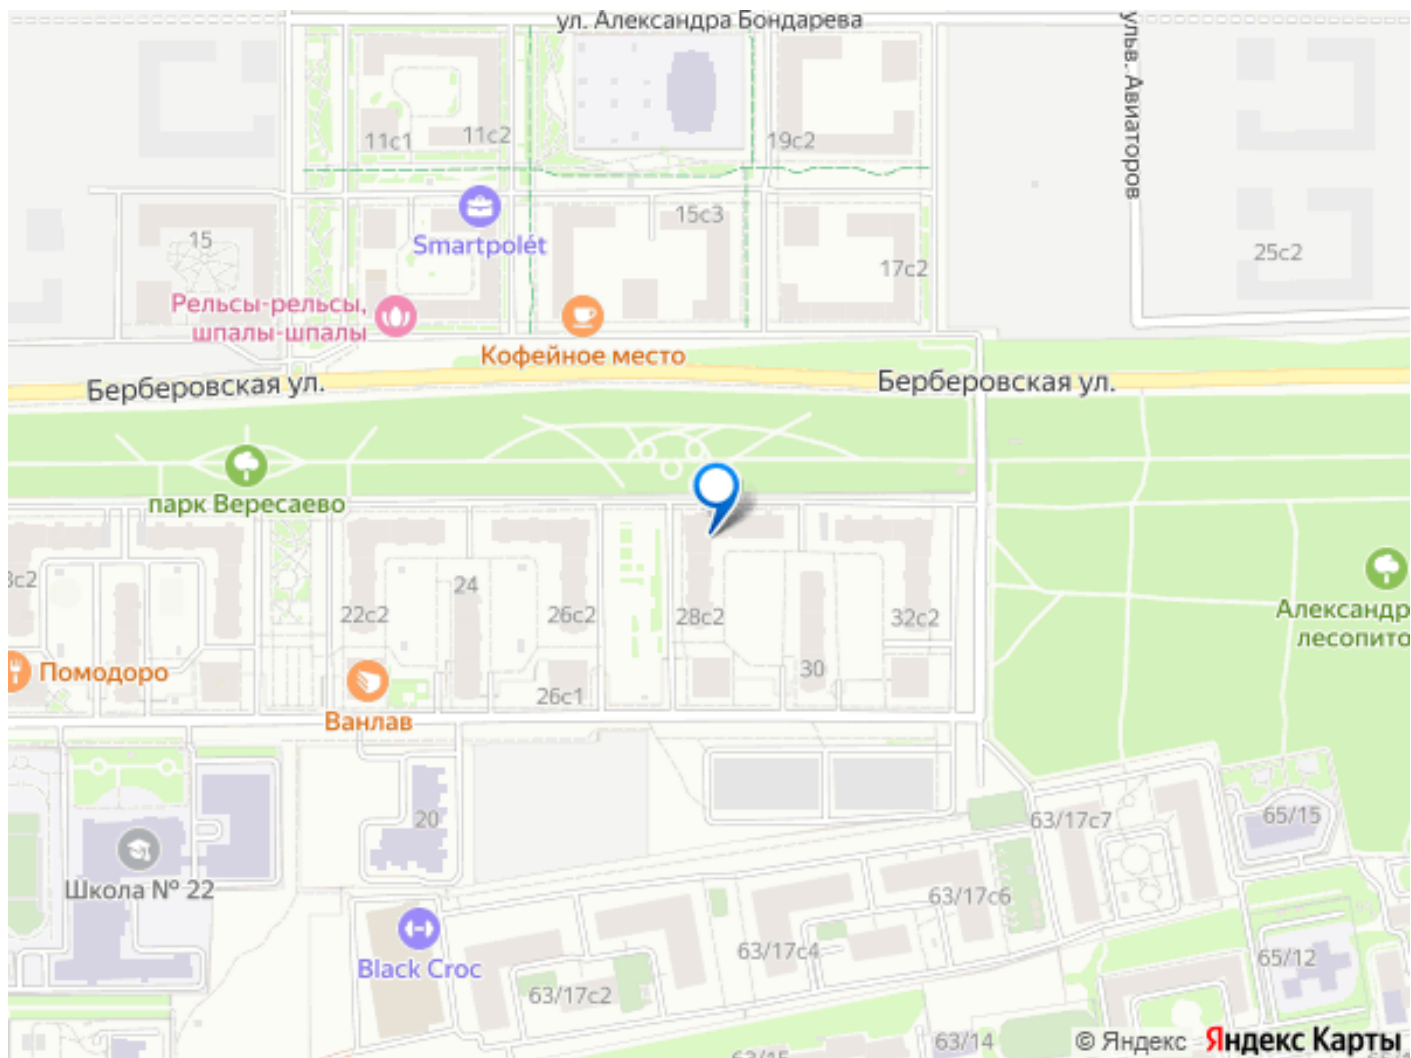 ул. Александра Бондарева
ульв. Авиаторов
11с1
11с2
19с2
15с3
15
Smartpolét
17с2
25с2
Рельсы-рельсы,
шпалы-шпалы
Кофейное место
Берберовская ул.
Берберовская ул.
парк Вересаево
3с2
24
22с2
26с2
28с2
32с2
Александр
лесопито
Помодоро
30
26с1
Ванлав
20
63/17с7
65/15
Школа № 22
63/17с6
Black Croc
63/17с4
65/12
63/17с2
63/14
63/15
© Яндекс Яндекс Карты